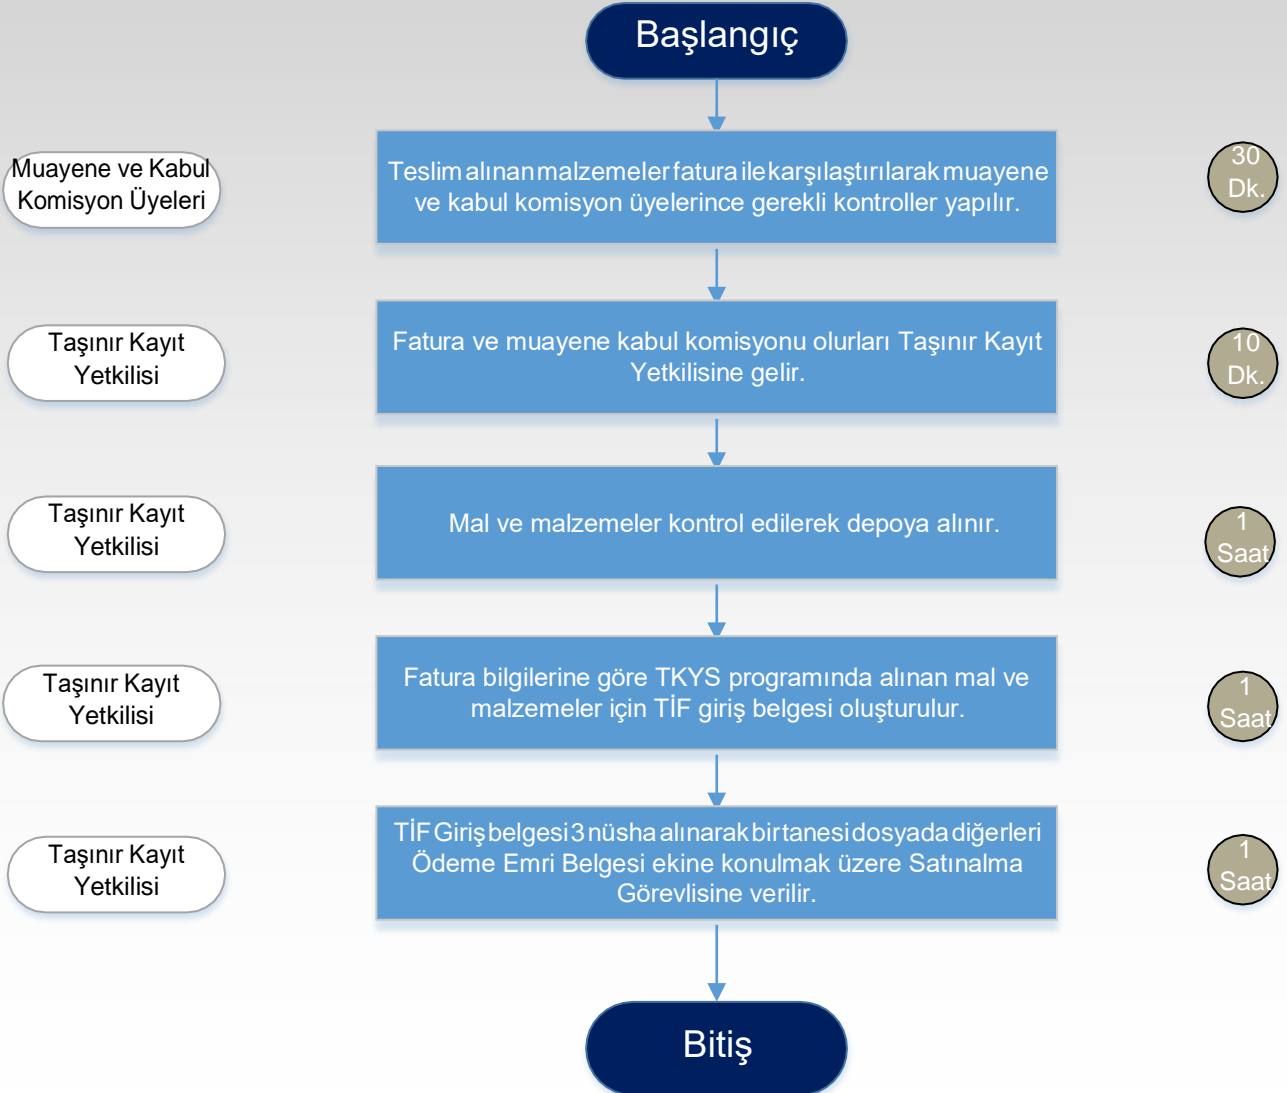 Başlangıç
Muayene ve Kabul
Komisyon Üyeleri
Teslim alınan malzemeler fatura ile karşılaştırılarak muayene
ve kabul komisyon üyelerince gerekli kontroller yapılır.
30
Dk.
Taşınır Kayıt
Yetkilisi
Fatura ve muayene kabul komisyonu olurları Taşınır Kayıt
Yetkilisine gelir.
10
Dk.
Taşınır Kayıt
Yetkilisi
Mal ve malzemeler kontrol edilerek depoya alınır.
1
Saat
Taşınır Kayıt
Yetkilisi
Fatura bilgilerine göre TKYS programında alınan mal ve
malzemeler için TİF giriş belgesi oluşturulur.
1
Saat
Taşınır Kayıt
Yetkilisi
TİF Giriş belgesi 3 nüsha alınarak bir tanesi dosyada diğerleri
Ödeme Emri Belgesi ekine konulmak üzere Satınalma
Görevlisine verilir.
1
Saat
Bitiş